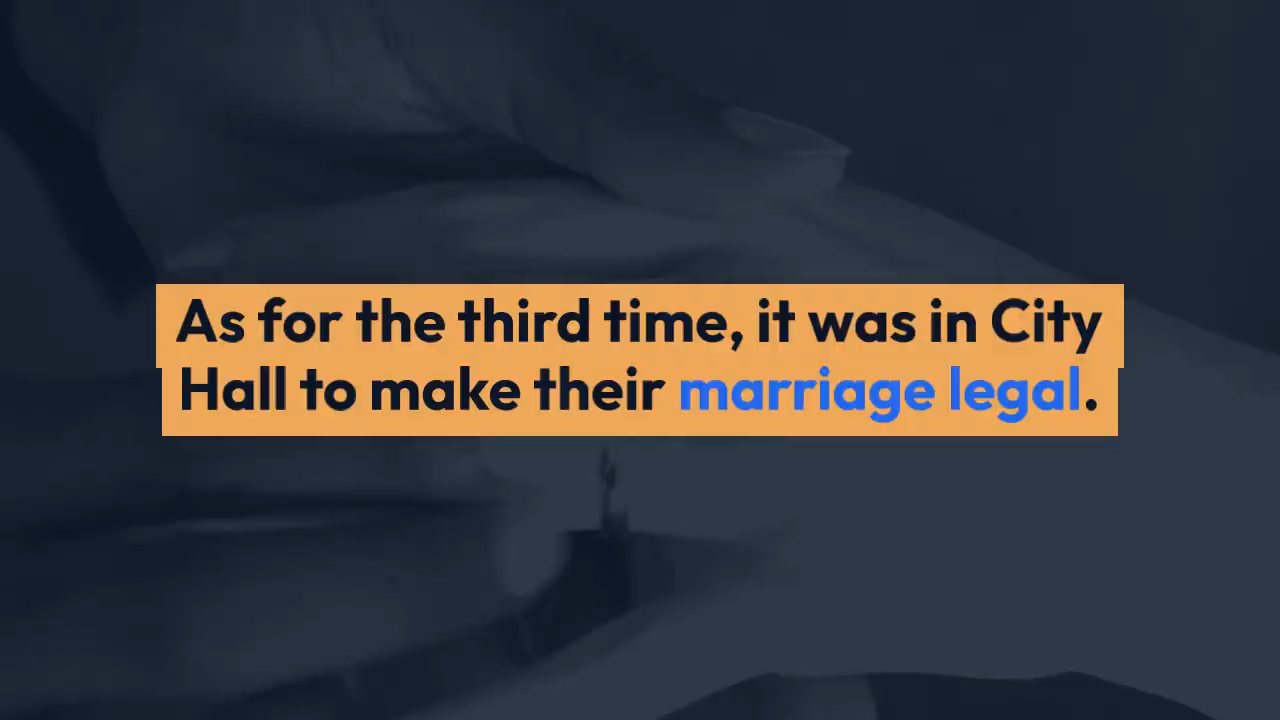 As for the third time, it was in City
Hall to make their marriage legal.